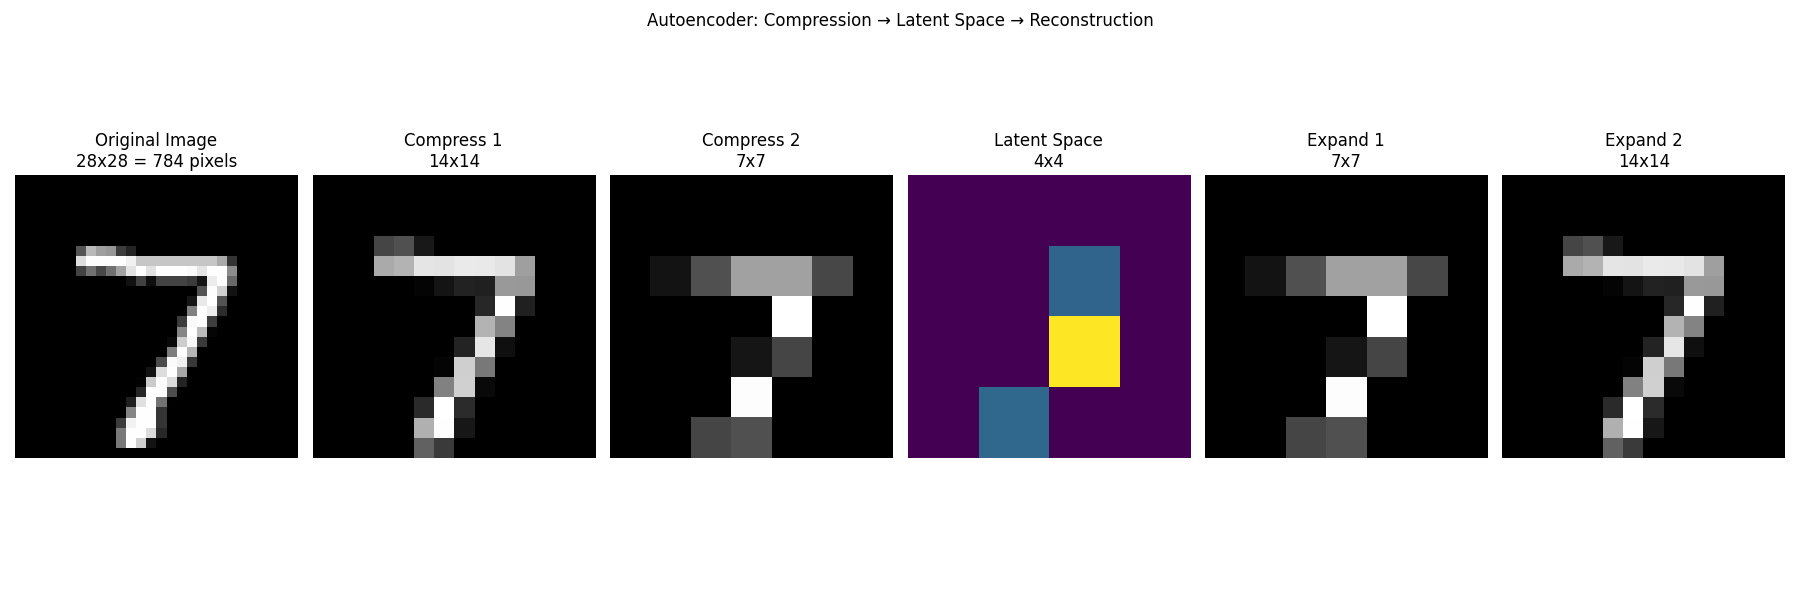 Autoencoder: Compression → Latent Space → Reconstruction
Original Image
28x28 = 784 pixels
Compress 1
14x14
Compress 2
7x7
Latent Space
4x4
Expand 1
7x7
Expand 2
14x14